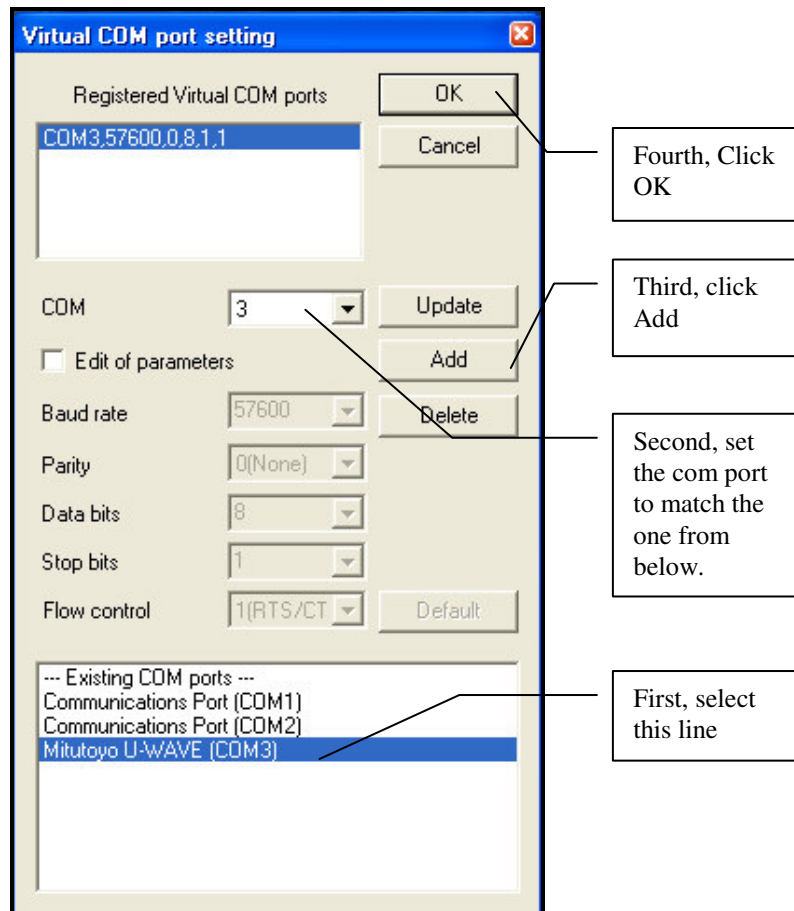 Virtual COM port setting
Registered Virtual COM ports
OK
COM3,57600,0,8,1,1
Cancel
Fourth, Click
OK
COM
3
Update
Third, click
Add
Edit of parameters
Add
Baud rate
57600
Delete
Parity
0(None)
Second, set
the com port
to match the
one from
below.
Data bits
8
Stop bits
1
Flow control
1(RTS/CT
Default
--- Existing COM ports ---
Communications Port (COM1)
Communications Port (COM2)
Mitutoyo U-WAVE (COM3)
First, select
this line